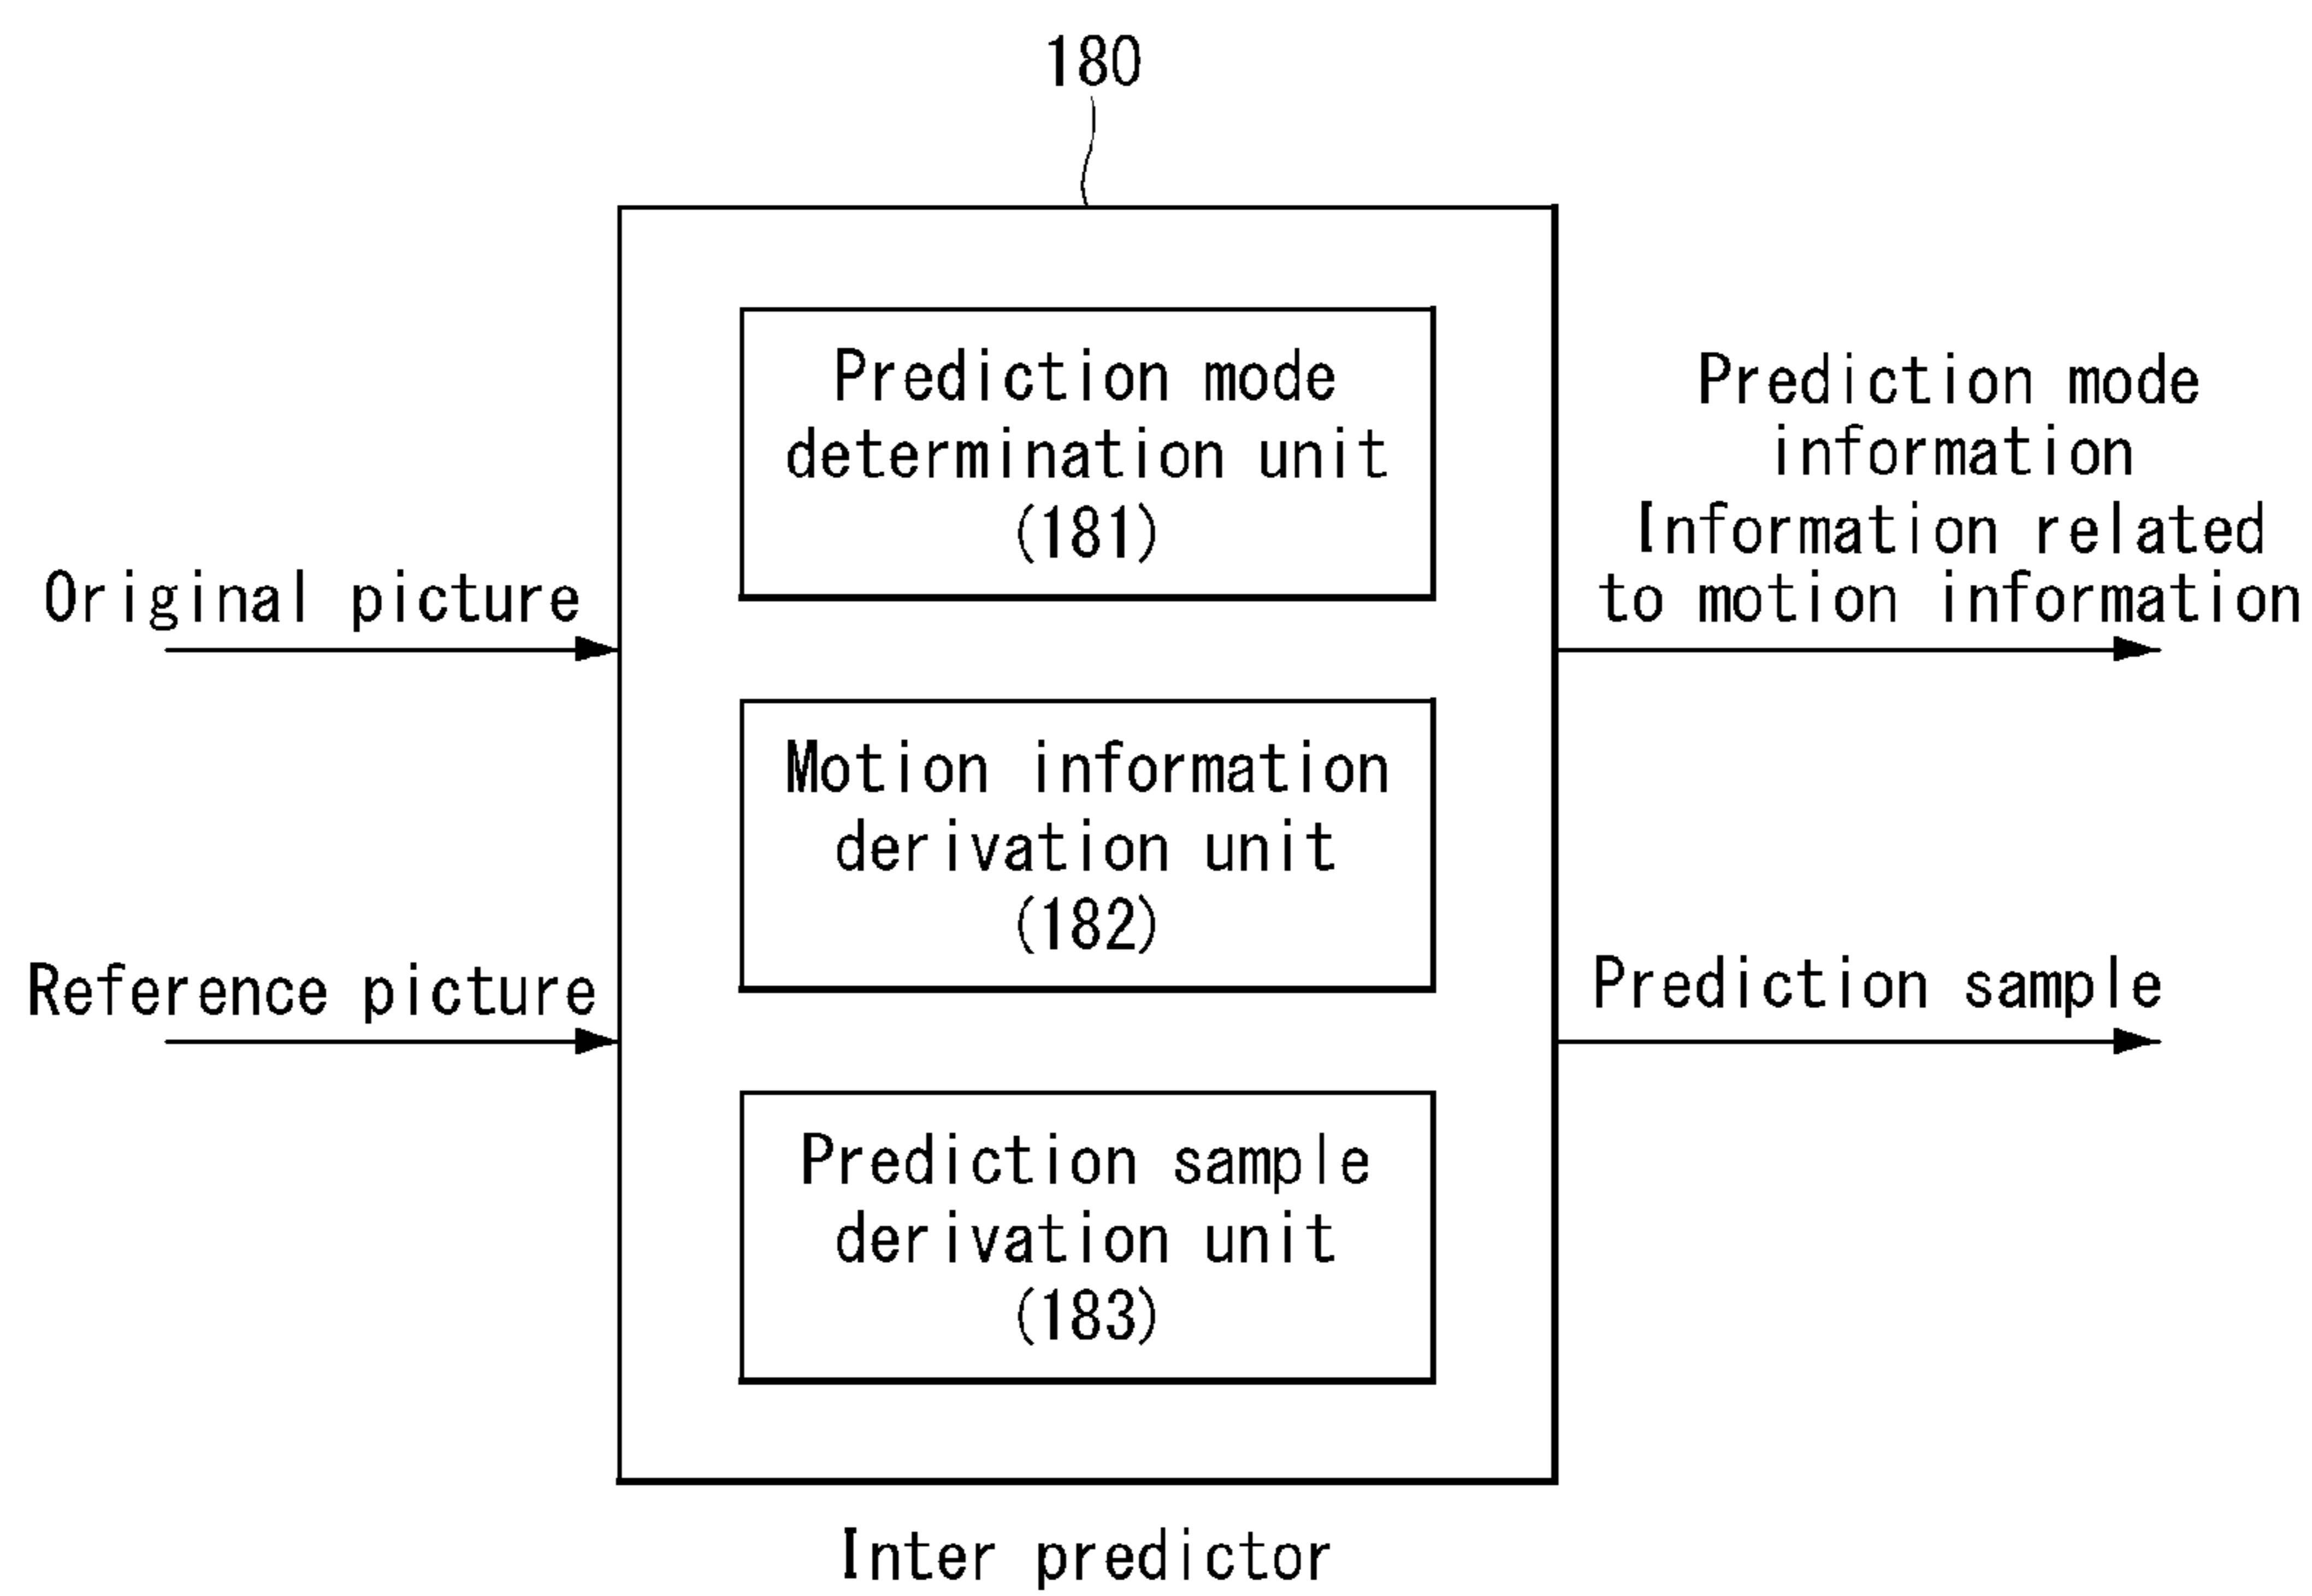 180
Prediction mode
determination unit
(181)
Prediction mode
information
Information related
to motion information
Original picture
Motion information
derivation unit
(182)
Reference picture
Prediction sample
Prediction sample
derivation unit
(183)
Inter predictor